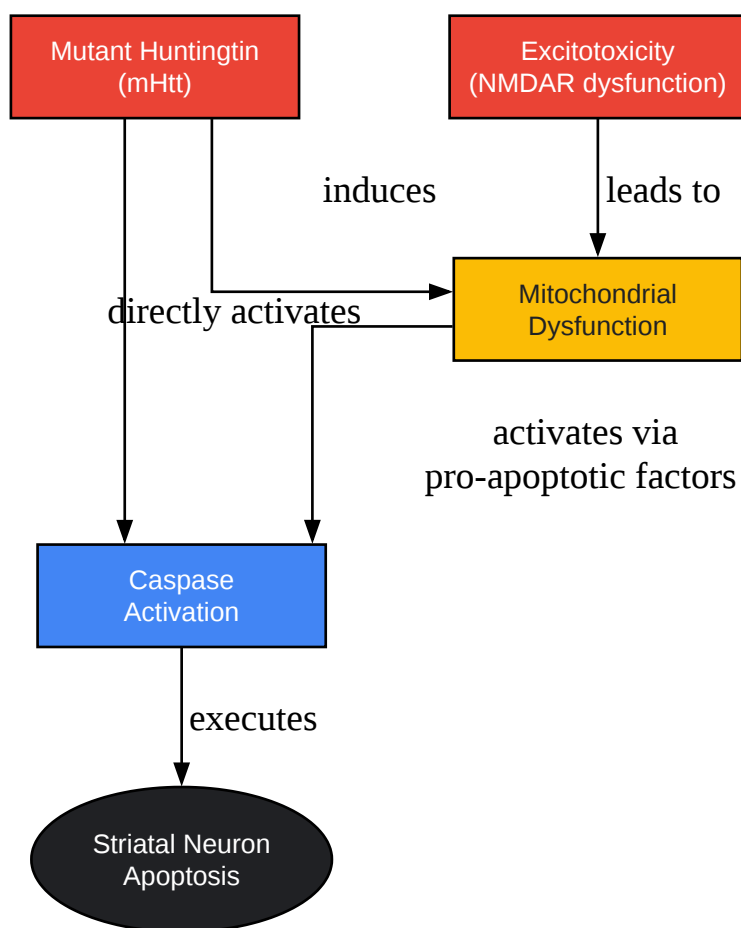 Mutant Huntingtin
(mHtt)
Excitotoxicity
(NMDAR dysfunction)
induces
leads to
Mitochondrial
Dysfunction
directly activates
activates via
pro-apoptotic factors
Caspase
Activation
executes
Striatal Neuron
Apoptosis